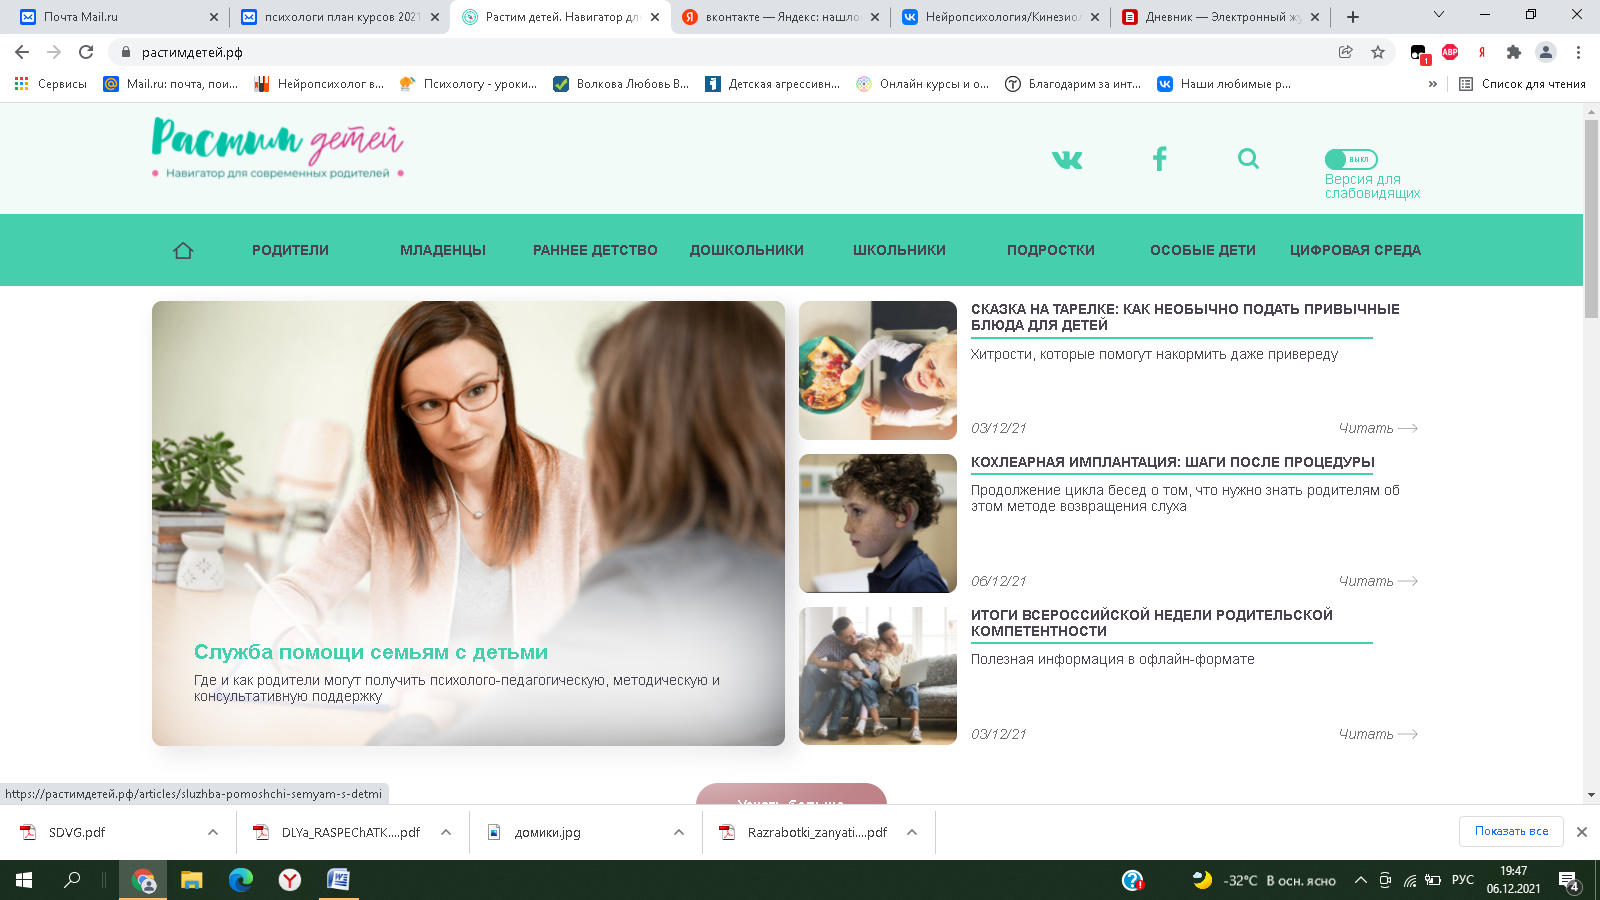 Почта Mail.ru
психологи план курсов 2021
Растим детей. Навигатор дл
вконтакте — Яндекс: нашло
Нейропсихология/Кинезиол
Дневник — Электронный жу
растимдетей.рф
1
ABP
Я
Сервисы
Mail.ru: почта, пои...
Нейропсихолог в...
Психологу - уроки...
Волкова Любовь В...
Детская агрессивн...
Онлайн курсы и о...
Благодарим за инт...
Наши любимые р...
»
Список для чтения
Растим детей
Навигатор для современных родителей
ВЫКЛ
Версия для
слабовидящих
РОДИТЕЛИ
МЛАДЕНЦЫ
РАННЕЕ ДЕТСТВО
ДОШКОЛЬНИКИ
ШКОЛЬНИКИ
ПОДРОСТКИ
ОСОБЫЕ ДЕТИ
ЦИФРОВАЯ СРЕДА
Служба помощи семьям с детьми
Где и как родители могут получить психолого-педагогическую, методическую и
консультативную поддержку
СКАЗКА НА ТАРЕЛКЕ: КАК НЕОБЫЧНО ПОДАТЬ ПРИВЫЧНЫЕ
БЛЮДА ДЛЯ ДЕТЕЙ
Хитрости, которые помогут накормить даже привереду
03/12/21
Читать
КОХЛЕАРНАЯ ИМПЛАНТАЦИЯ: ШАГИ ПОСЛЕ ПРОЦЕДУРЫ
Продолжение цикла бесед о том, что нужно знать родителям об
этом методе возвращения слуха
06/12/21
Читать
ИТОГИ ВСЕРОССИЙСКОЙ НЕДЕЛИ РОДИТЕЛЬСКОЙ
КОМПЕТЕНТНОСТИ
Полезная информация в офлайн-формате
03/12/21
Читать
Узнать больше
https://растимдетей.рф/articles/sluzhba-pomoshchi-semyam-s-detmi
SDVG.pdf
DLYa_RASPEChATK....pdf
домики.jpg
Razrabotki_zanyati....pdf
Показать все
-32°C В осн. ясно
РУС
19:47
06.12.2021
4